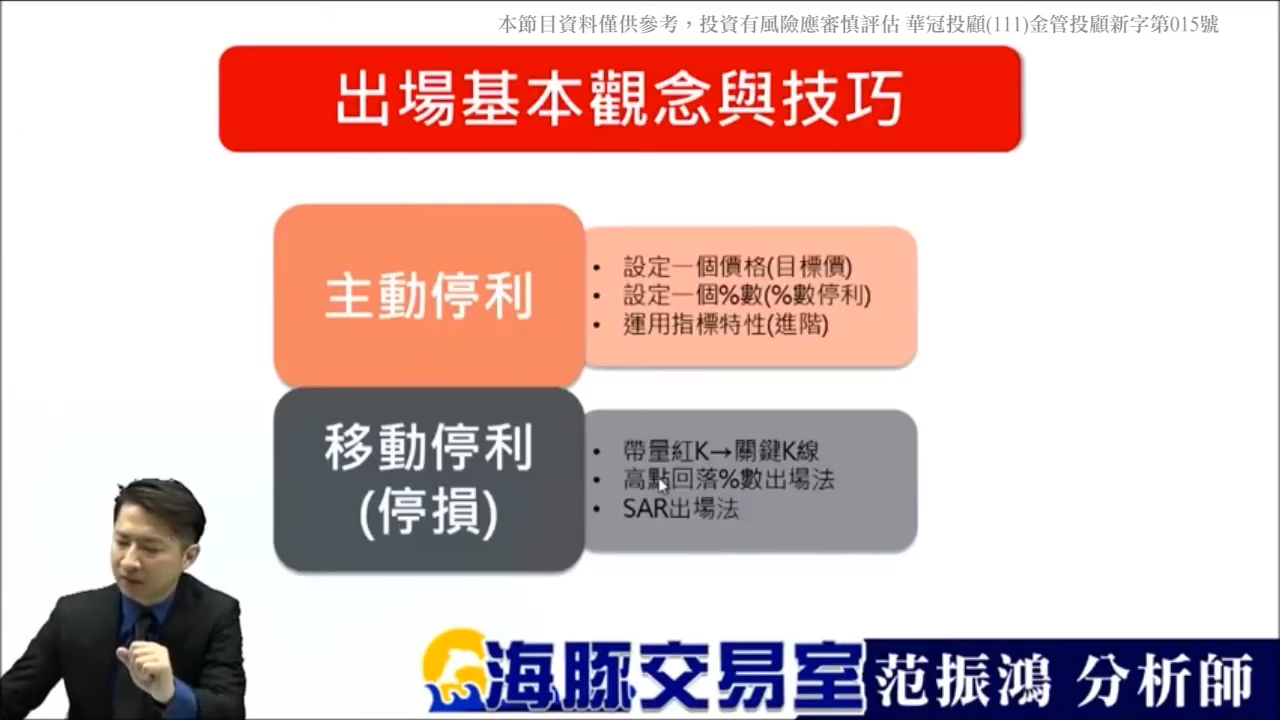 本節目資料僅供參考，投資有風險應審慎評估 華冠投顧(111)金管投顧新字第015號
出場基本觀念與技巧
主動停利
• 設定一個價格(目標價)
• 設定一個%數(%數停利)
• 運用指標特性(進階)
移動停利
(停損)
• 帶量紅K→關鍵K線
• 高點回落%數出場法
• SAR出場法
海豚交易室 范振鴻 分析師